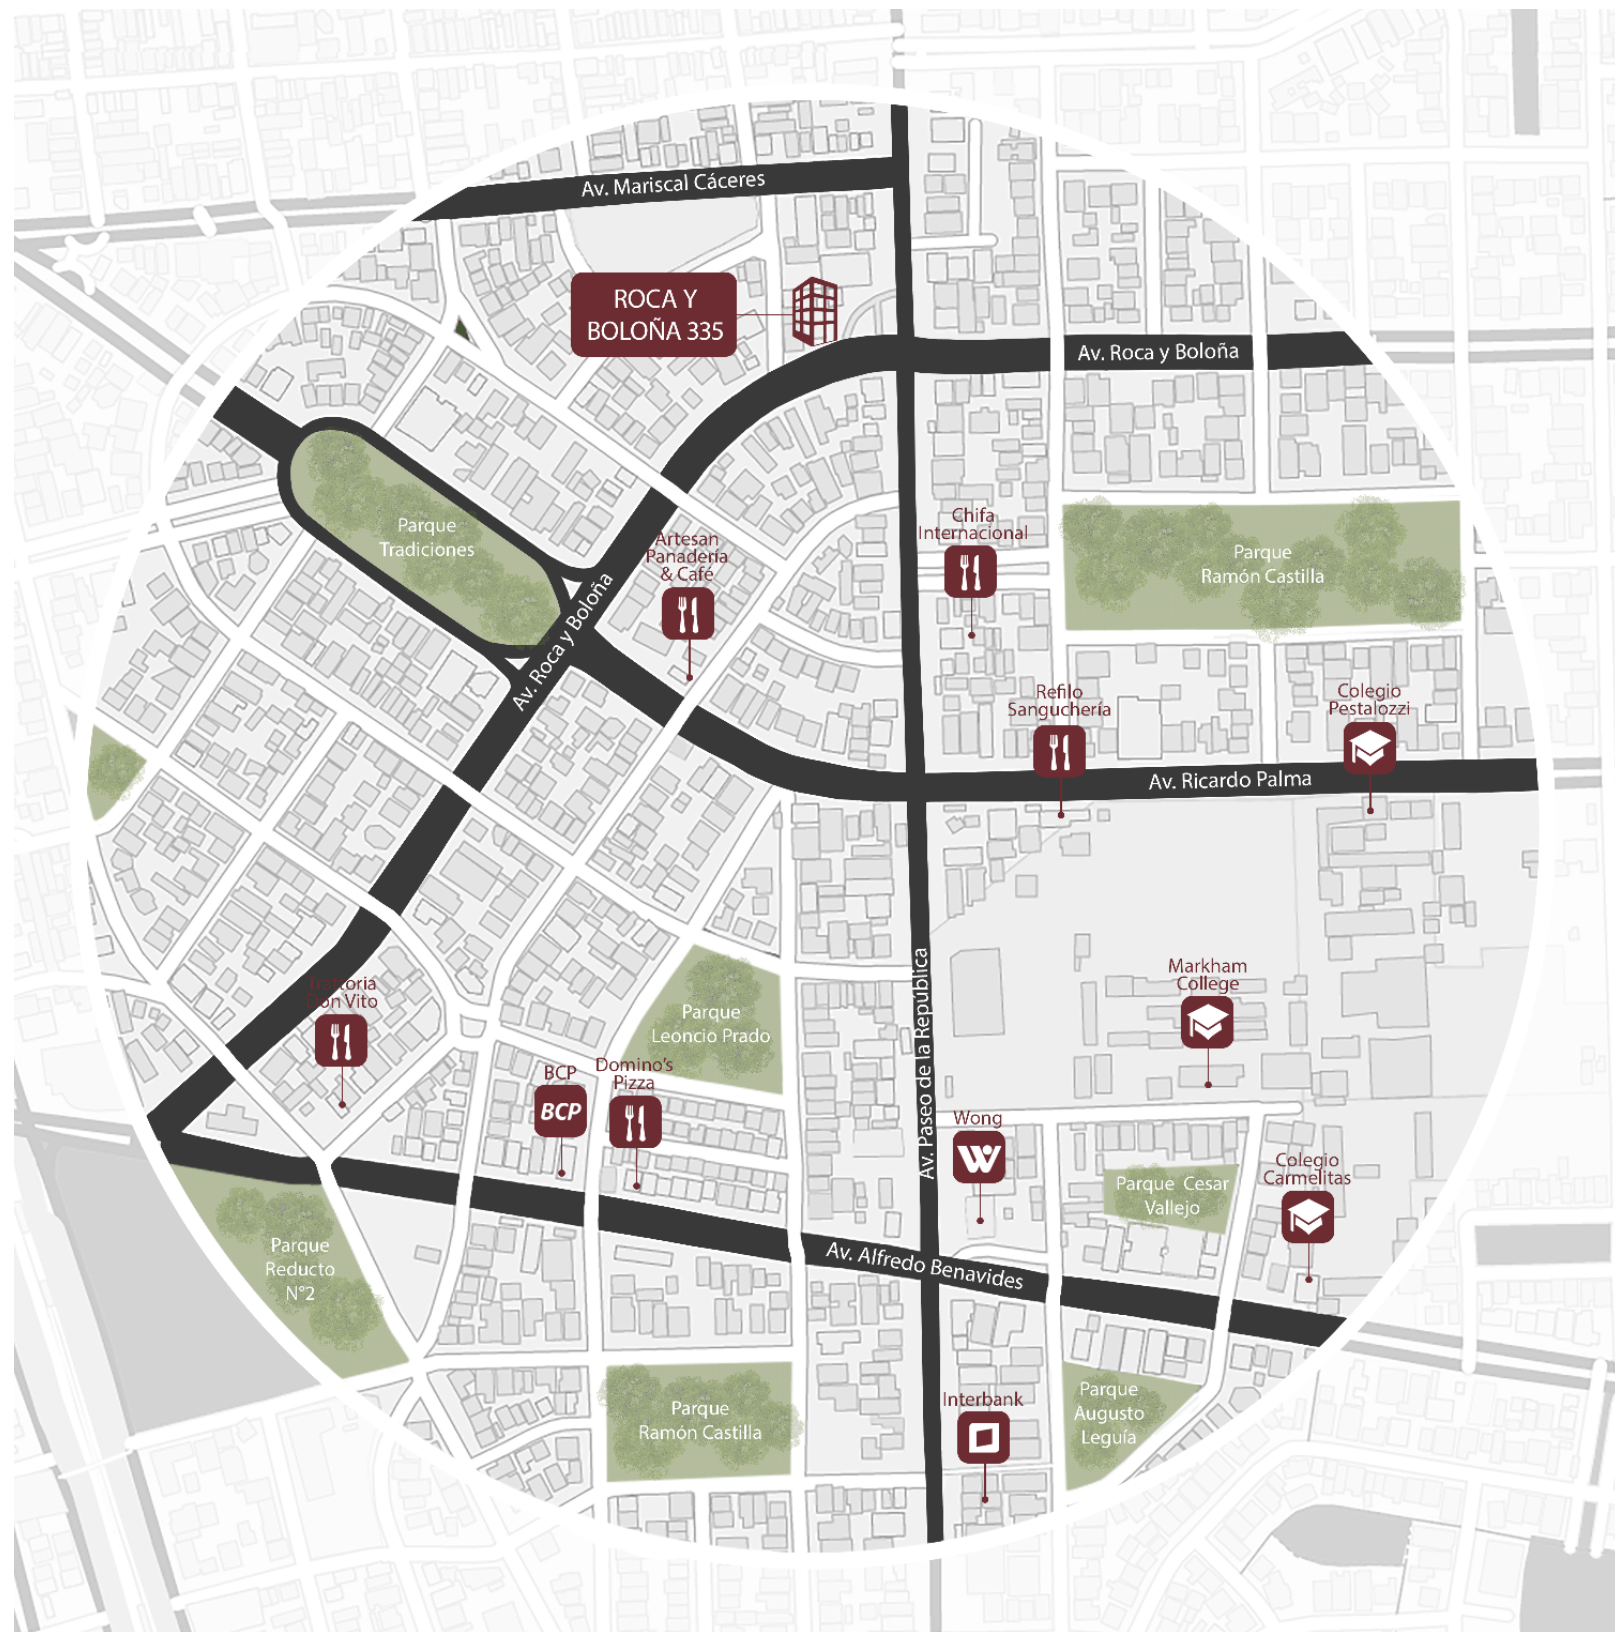 Av. Mariscal Cáceres
ROCA Y
BOLOÑA 335
Av. Roca y Boloña
Parque
Tradiciones
Artesan
Panadería
& Café
Chifa
Internacional
Parque
Ramón Castilla
Av. Roca y Boloña
Refilo
Sanguchería
Colegio
Pestalozzi
Av. Ricardo Palma
Trattoria
Don Vito
Parque
Leoncio Prado
Av. Paseo de la República
Markham
College
BCP
BCP
Domino's
Pizza
Wong
W
Parque Cesar
Vallejo
Colegio
Carmelitas
Parque
Reducto
N°2
Av. Alfredo Benavides
Parque
Ramón Castilla
Interbank
Parque
Augusto
Leguía